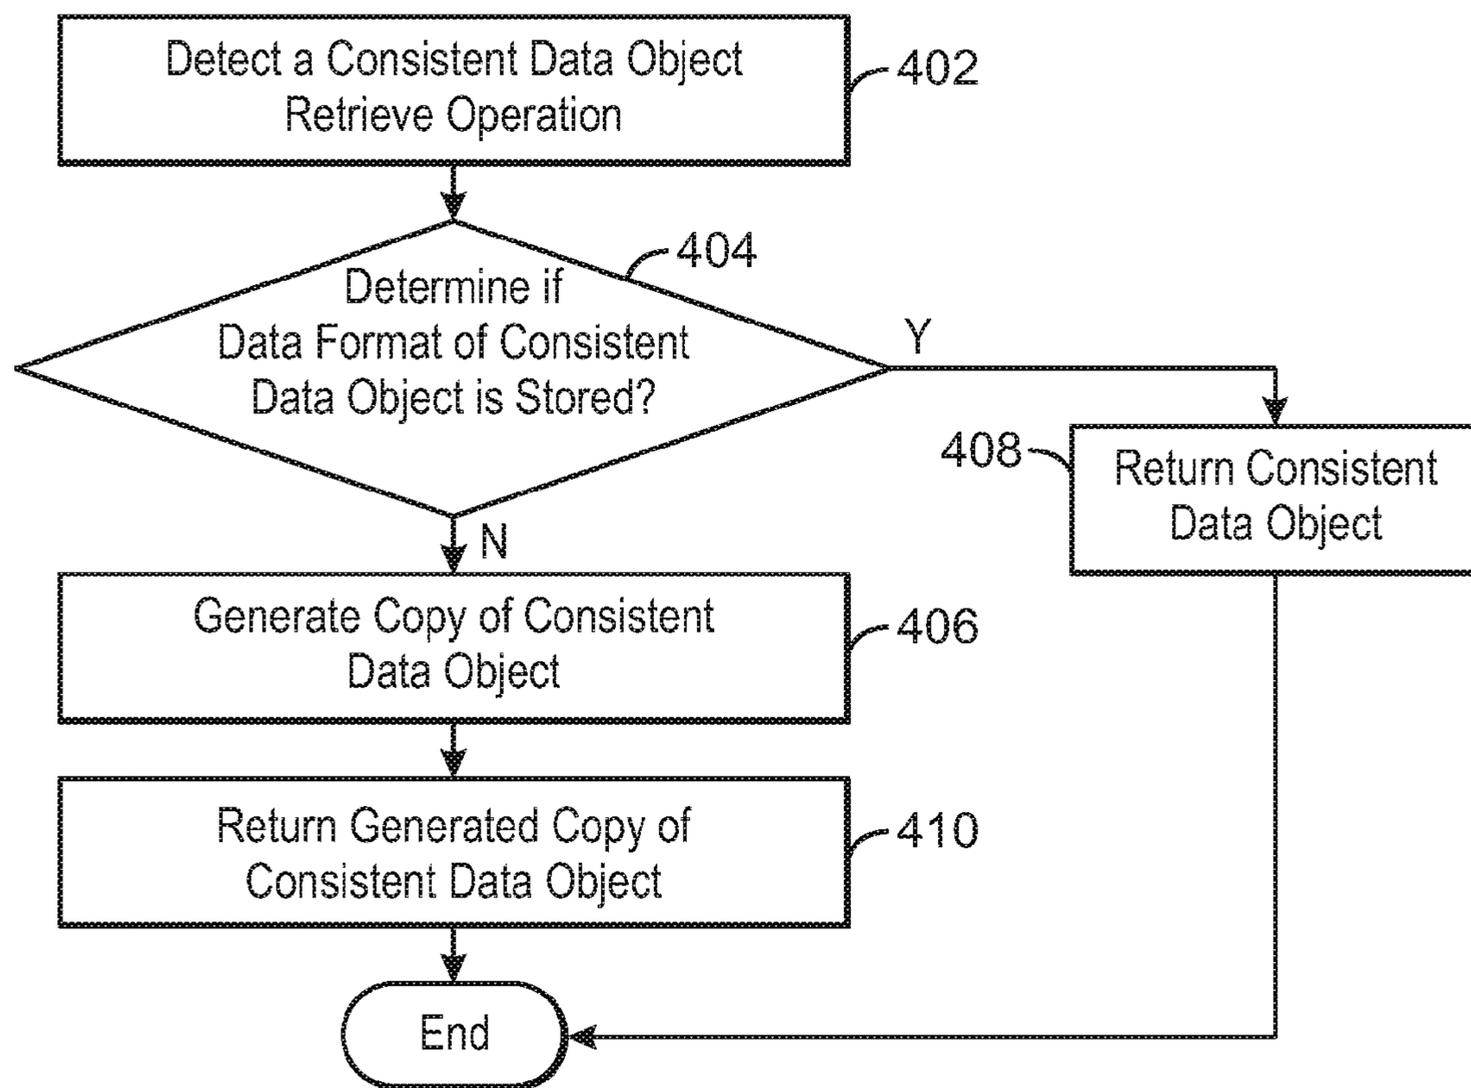 Detect a Consistent Data Object
Retrieve Operation
402
404
Determine if
Data Format of Consistent
Data Object is Stored?
Y
408
Return Consistent
Data Object
N
Generate Copy of Consistent
Data Object
406
Return Generated Copy of
Consistent Data Object
410
End